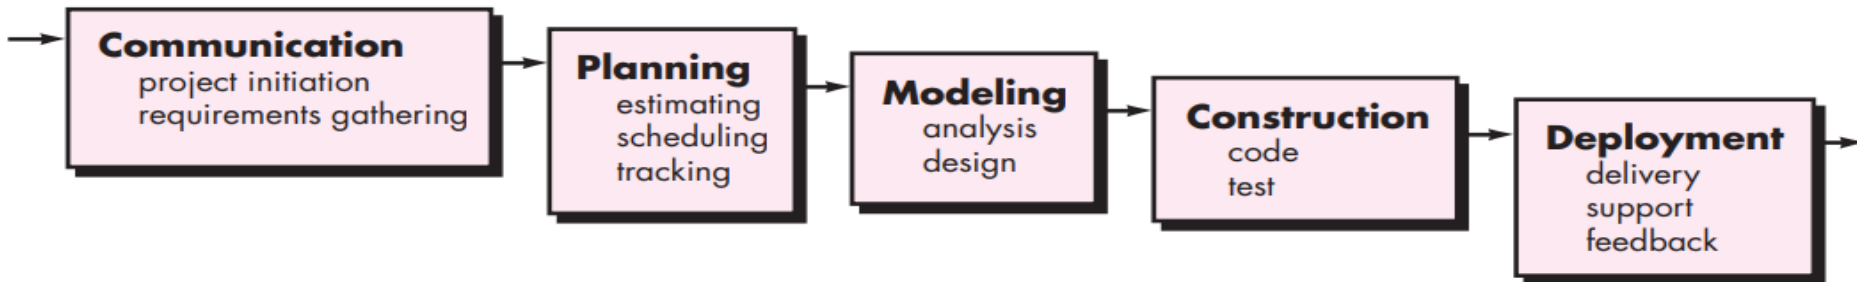 Communication
project initiation
requirements gathering
Planning
estimating
scheduling
tracking
Modeling
analysis
design
Construction
code
test
Deployment
delivery
support
feedback